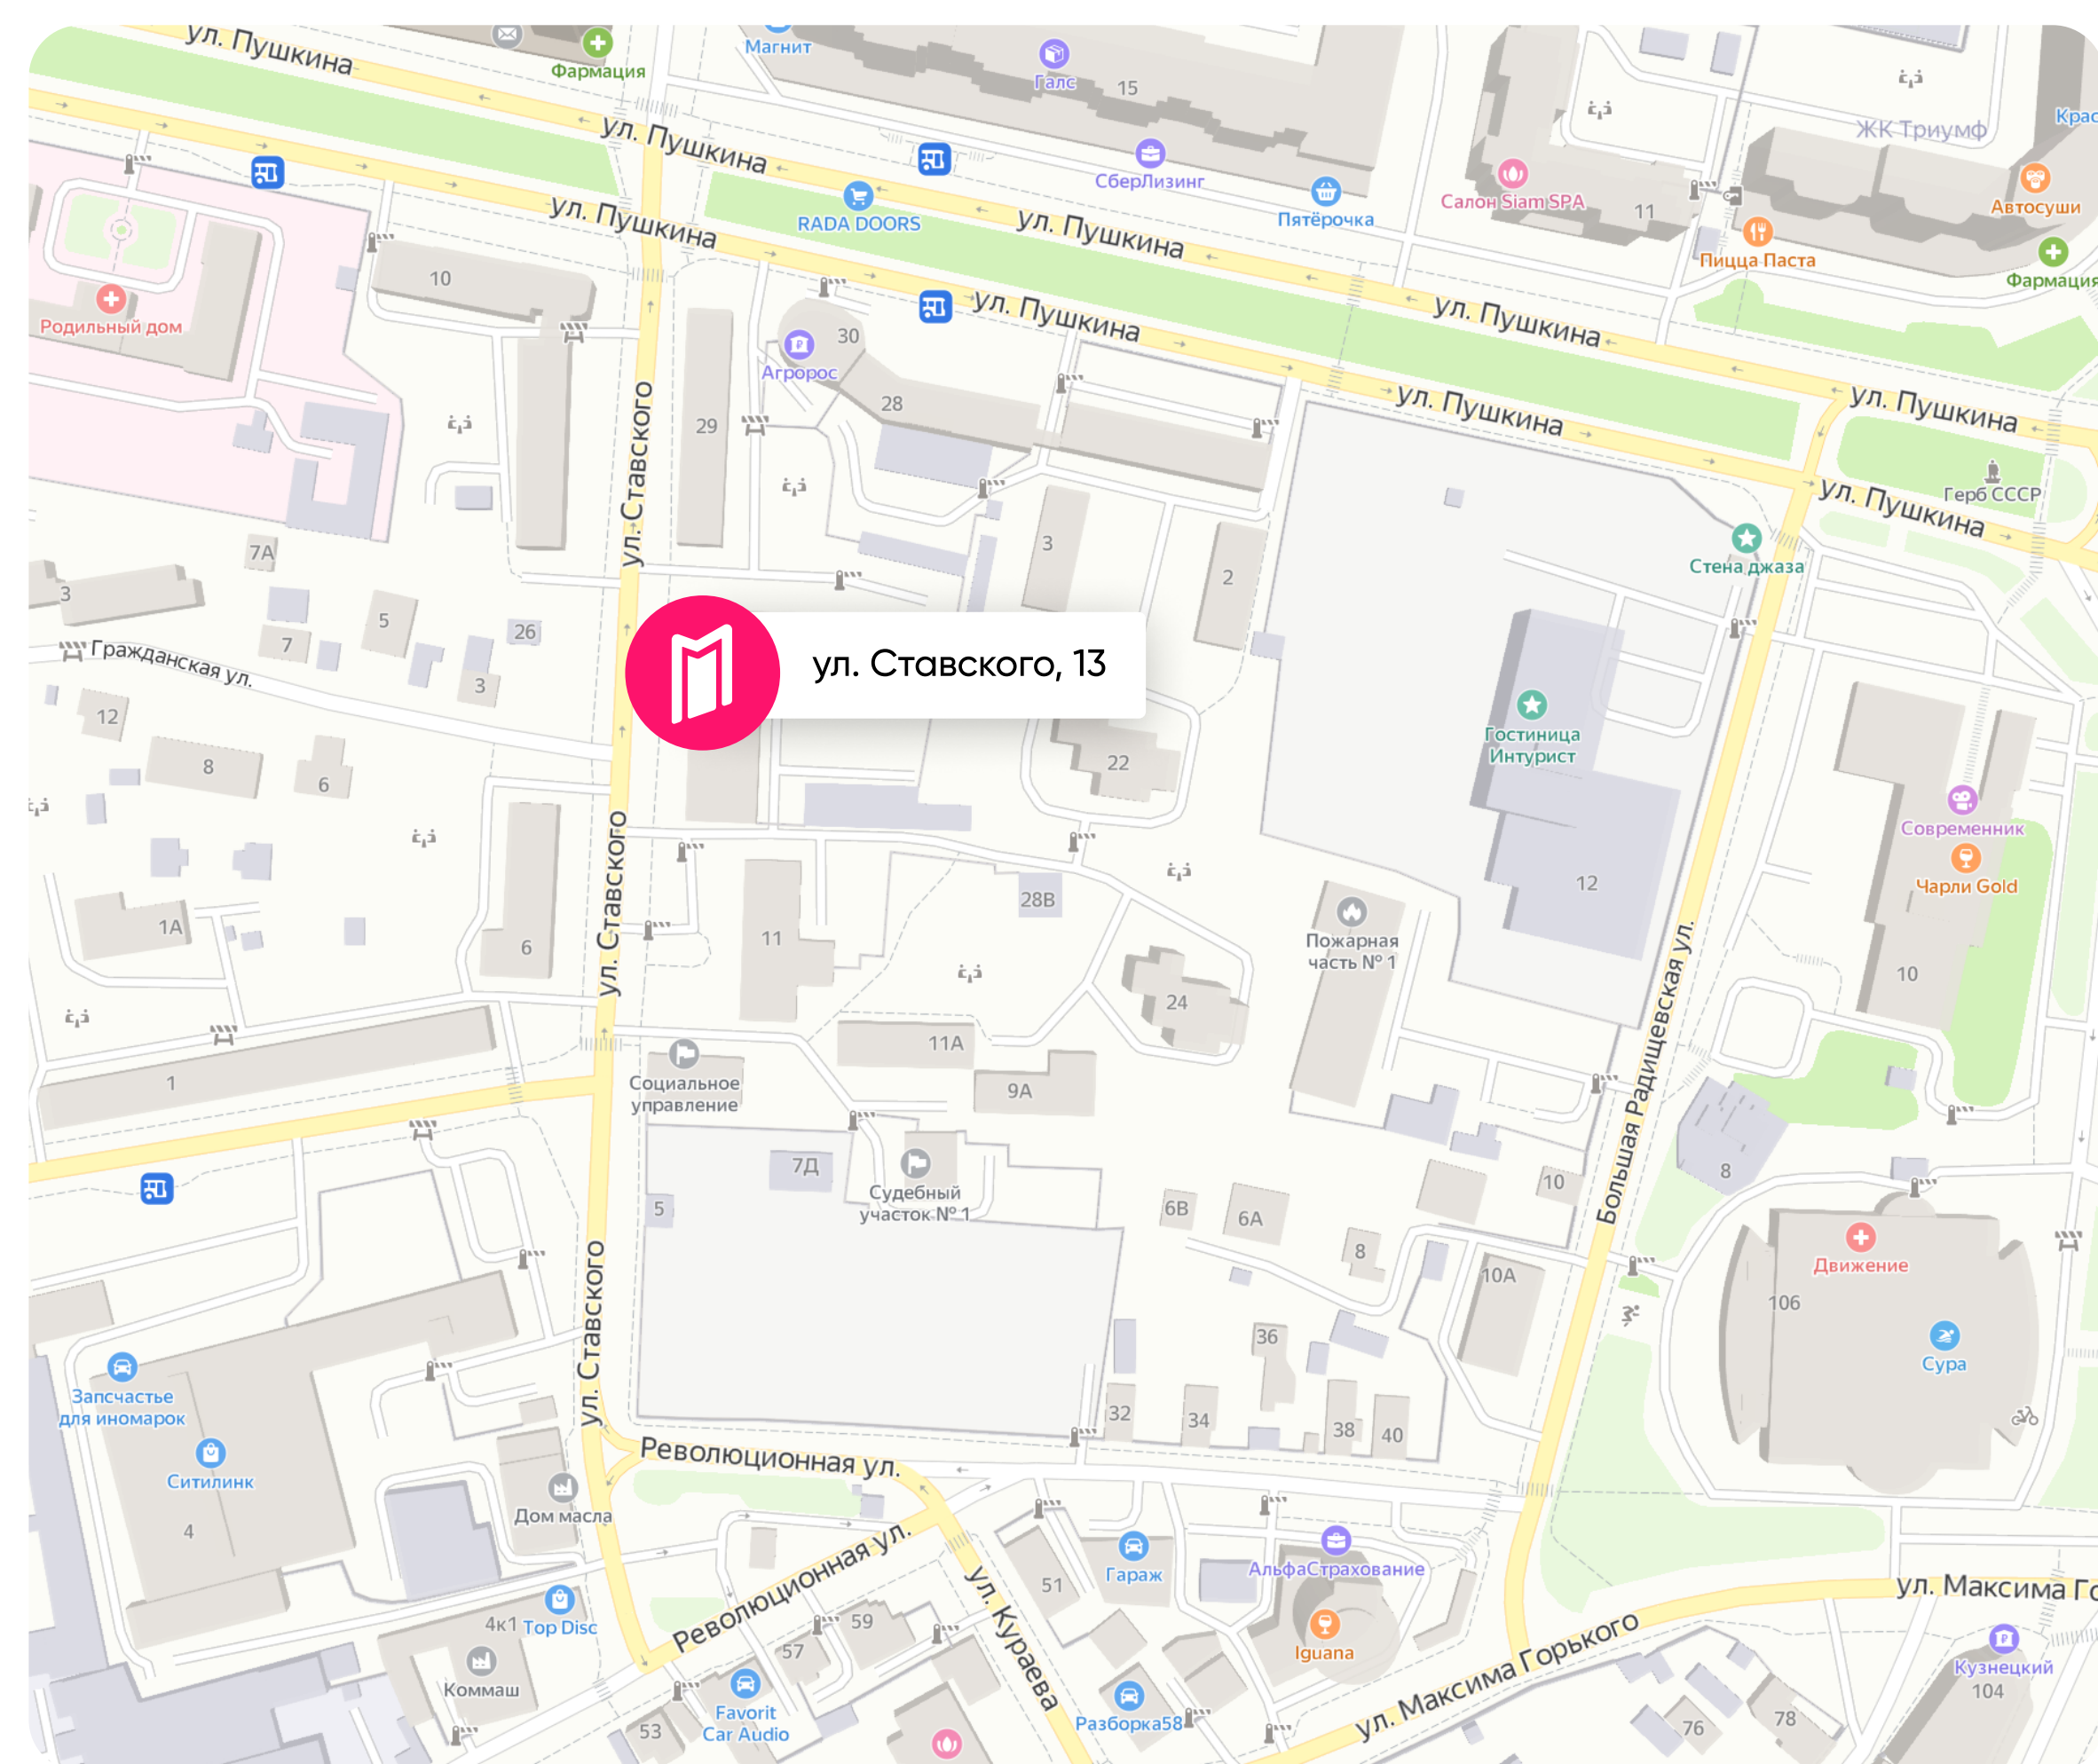 ул. Пушкина
Фармация
Магнит
Галс
15
ЖК Триумф
Крас
ул. Пушкина
СберЛизинг
Салон Siam SPA
11
Пятёрочка
Автосуши
RADA DOORS
ул. Пушкина
ул. Пушкина
Пицца Паста
Фармация
10
Родильный дом
30
Агророс
ул. Пушкина
ул. Пушкина
28
29
ул. Пушкина
ул. Пушкина
ул. Ставского
Герб СССР
ул. Пушкина
7А
3
2
Стена джаза
3
5
7
26
3
Гражданская ул.
ул. Ставского, 13
12
8
6
22
Гостиница
Интурист
Современник
Чарли Gold
12
ул. Ставского
28В
1А
6
11
Пожарная
часть № 1
10
24
11А
1
Социальное
управление
9А
Большая Радищевская ул.
7Д
5
Судебный
участок № 1
6В
6А
8
10
8
10А
106
Движение
Сура
ул. Ставского
36
Запсчастье
для иномарок
32
34
38
40
Ситилинк
4
Революционная ул.
Дом масла
Революционная ул.
51
Гараж
АльфаСтрахование
ул. Максима Го
4к1
Top Disc
59
57
Iguana
ул. Кураева
ул. Максима Горького
Коммаш
53
Favorit
Car Audio
Разборка58
76
78
Кузнецкий
104